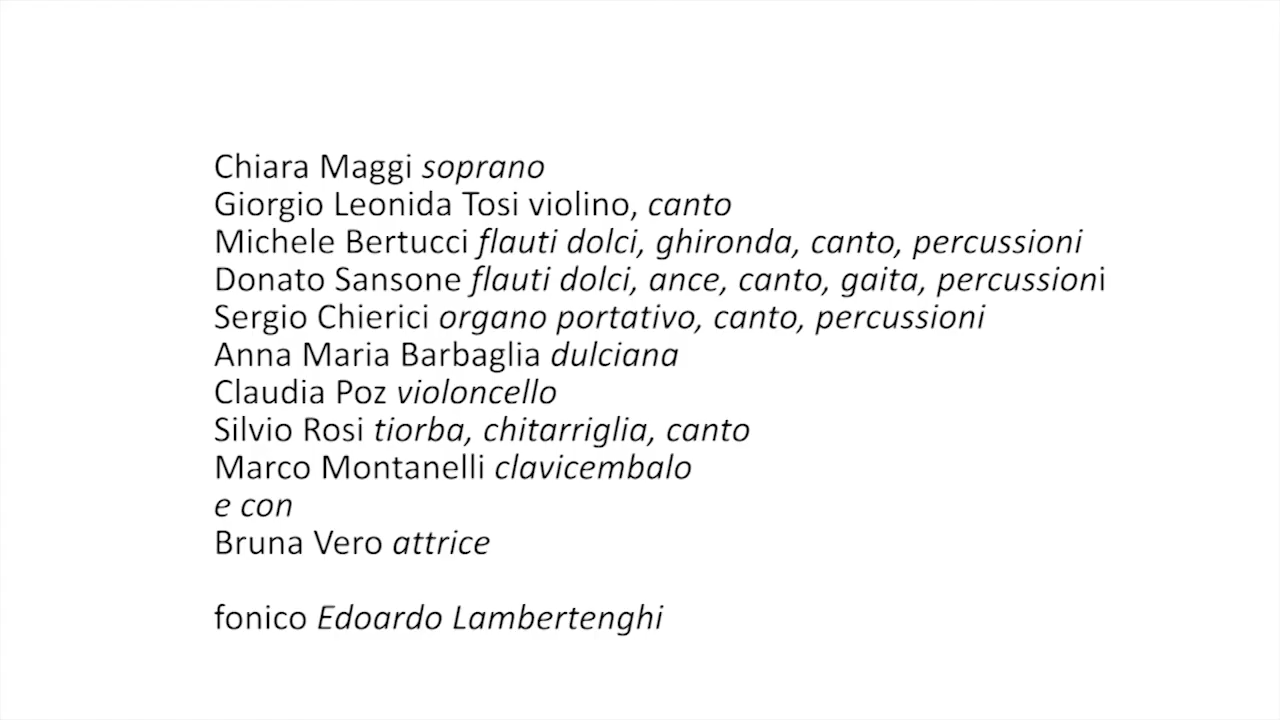 Chiara Maggi soprano
Giorgio Leonida Tosi violino, canto
Michele Bertucci flauti dolci, ghironda, canto, percussioni
Donato Sansone flauti dolci, ance, canto, gaita, percussioni
Sergio Chierici organo portativo, canto, percussioni
Anna Maria Barbaglia dulciana
Claudia Poz violoncello
Silvio Rosi tiorba, chitarriglia, canto
Marco Montanelli clavicembalo
e con
Bruna Vero attrice
fonico Edoardo Lambertenghi